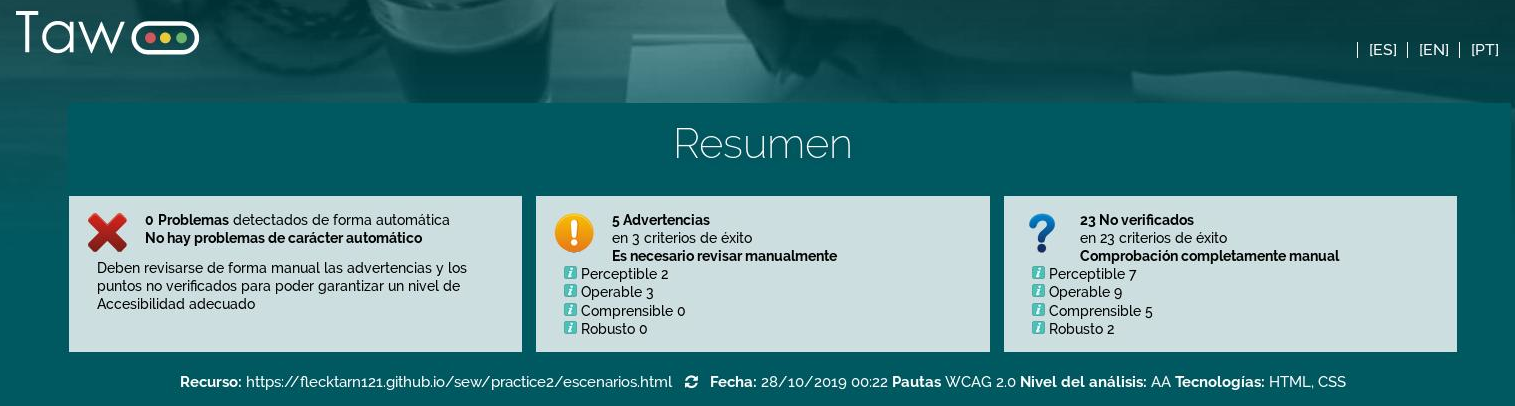 Taw
[ES] [EN] [PT]
Resumen
0 Problemas detectados de forma automática
No hay problemas de carácter automático
Deben revisarse de forma manual las advertencias y los
puntos no verificados para poder garantizar un nivel de
Accesibilidad adecuado
5 Advertencias
en 3 criterios de éxito
Es necesario revisar manualmente
Perceptible 2
Operable 3
Comprensible 0
Robusto 0
23 No verificados
en 23 criterios de éxito
Comprobación completamente manual
Perceptible 7
Operable 9
Comprensible 5
Robusto 2
Recurso: https://flecktarn121.github.io/sew/practice2/escenarios.html Fecha: 28/10/2019 00:22 Pautas WCAG 2.0 Nivel del análisis: AA Tecnologías: HTML, CSS